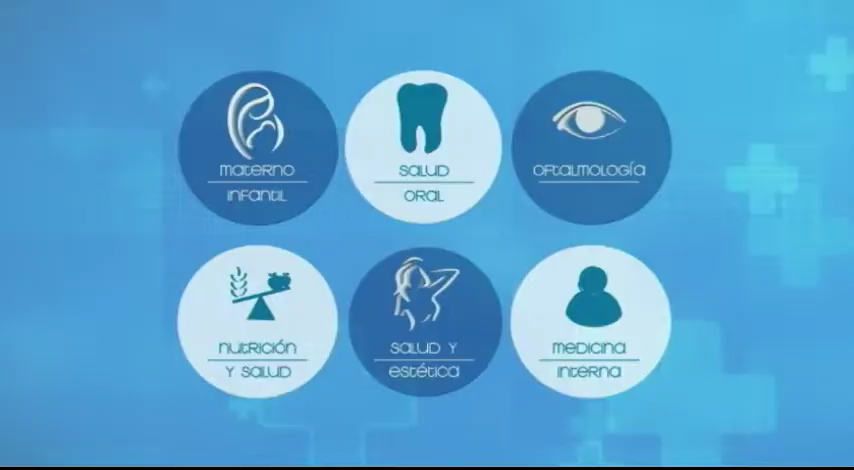 MATERNO
INFANTIL
SALUD
ORAL
OFTALMOLOGÍA
NUTRICIÓN
Y SALUD
SALUD Y
ESTÉTICA
MEDICINA
INTERNA